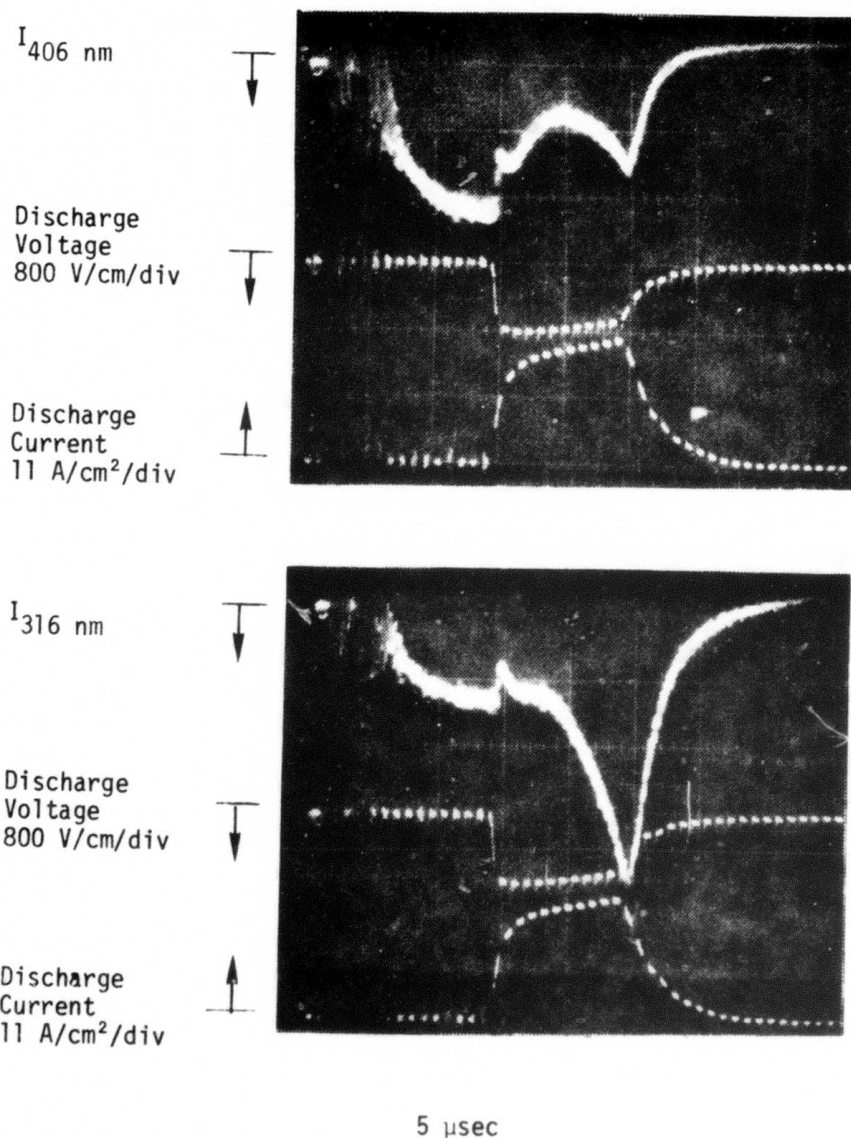 I406 nm
Discharge
Voltage
800 V/cm/div
Discharge
Current
11 A/cm²/div
I316 nm
Discharge
Voltage
800 V/cm/div
Discharge
Current
11 A/cm²/div
5 μsec